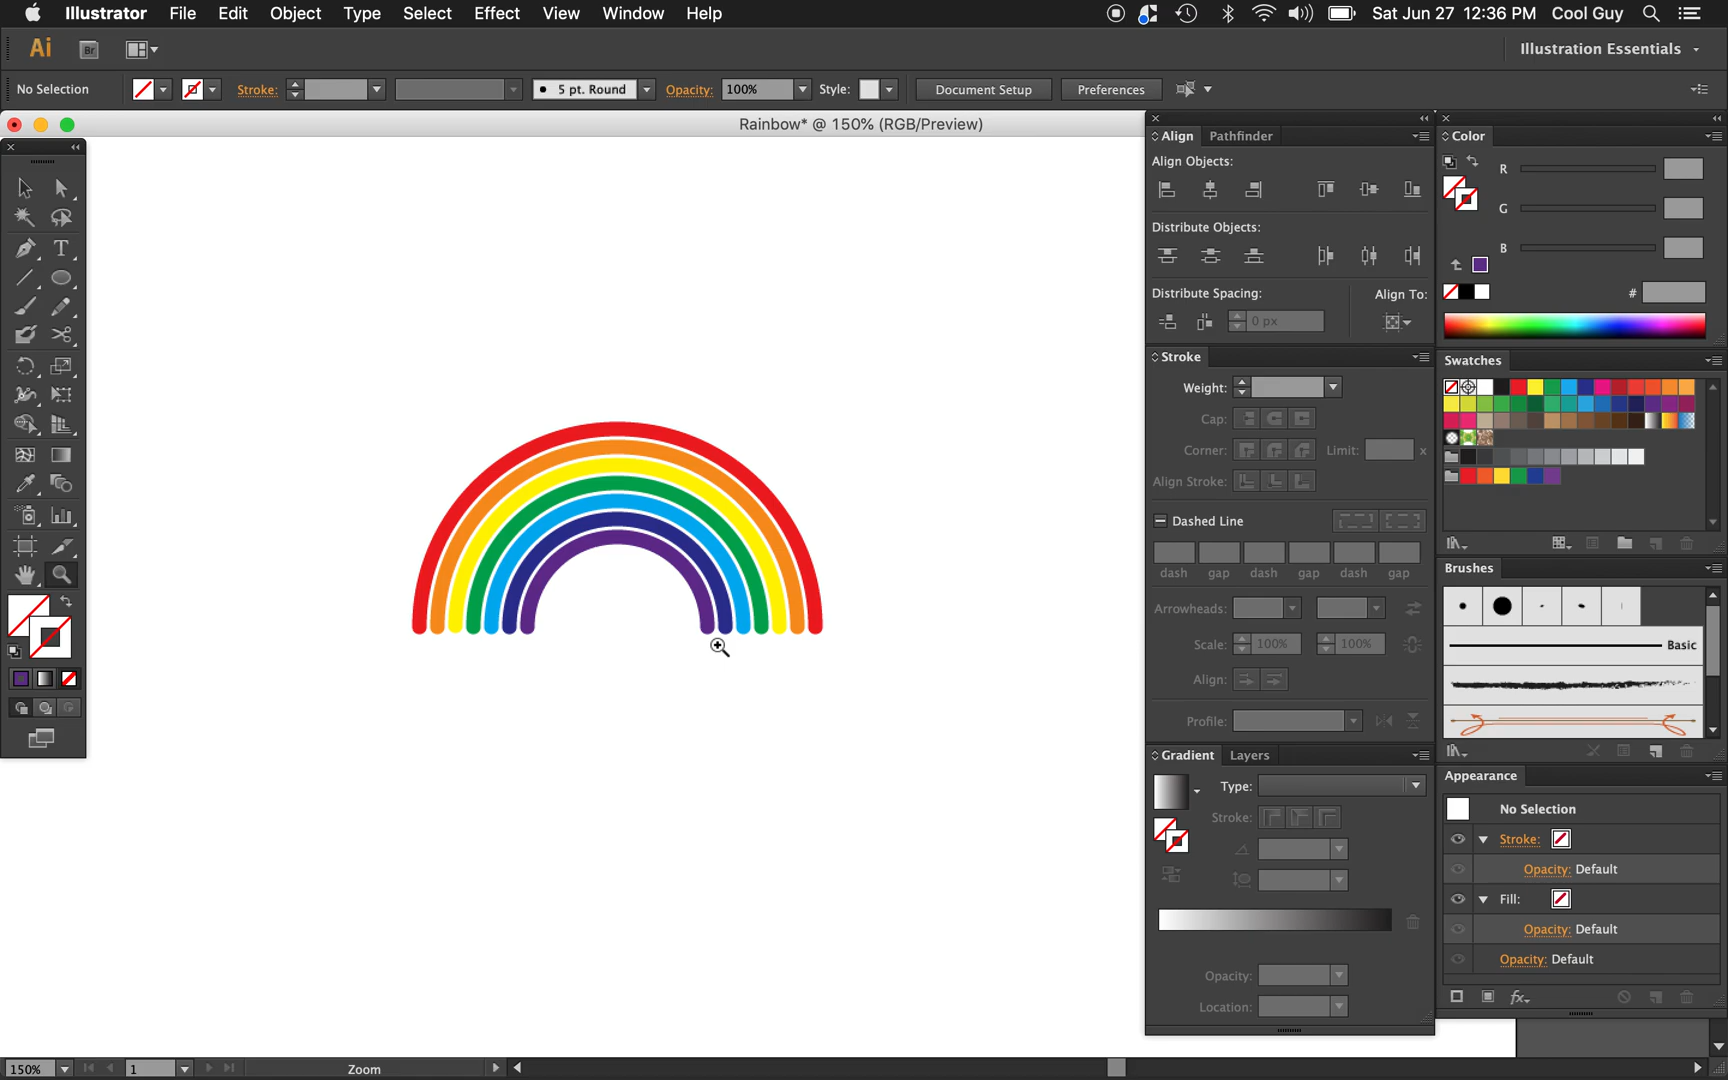 Illustrator File Edit Object Type Select Effect View Window Help Sat Jun 27 12:36 PM Cool Guy
Ai Br Illustration Essentials
No Selection Stroke: 5 pt. Round Opacity: 100% Style: Document Setup Preferences
Rainbow* @ 150% (RGB/Preview)
Align Pathfinder
Align Objects:
Distribute Objects:
Distribute Spacing: Align To:
0 px
Stroke
Weight:
Cap:
Corner: Limit: x
Align Stroke:
Dashed Line
dash gap dash gap dash gap
Arrowheads:
Scale: 100% 100%
Align:
Profile:
Gradient Layers
Type:
Stroke:
Opacity:
Location:
Color
R
G
B
#
Swatches
Brushes
Basic
Appearance
No Selection
Stroke:
Opacity: Default
Fill:
Opacity: Default
Opacity: Default
fx
T
150% 1 Zoom